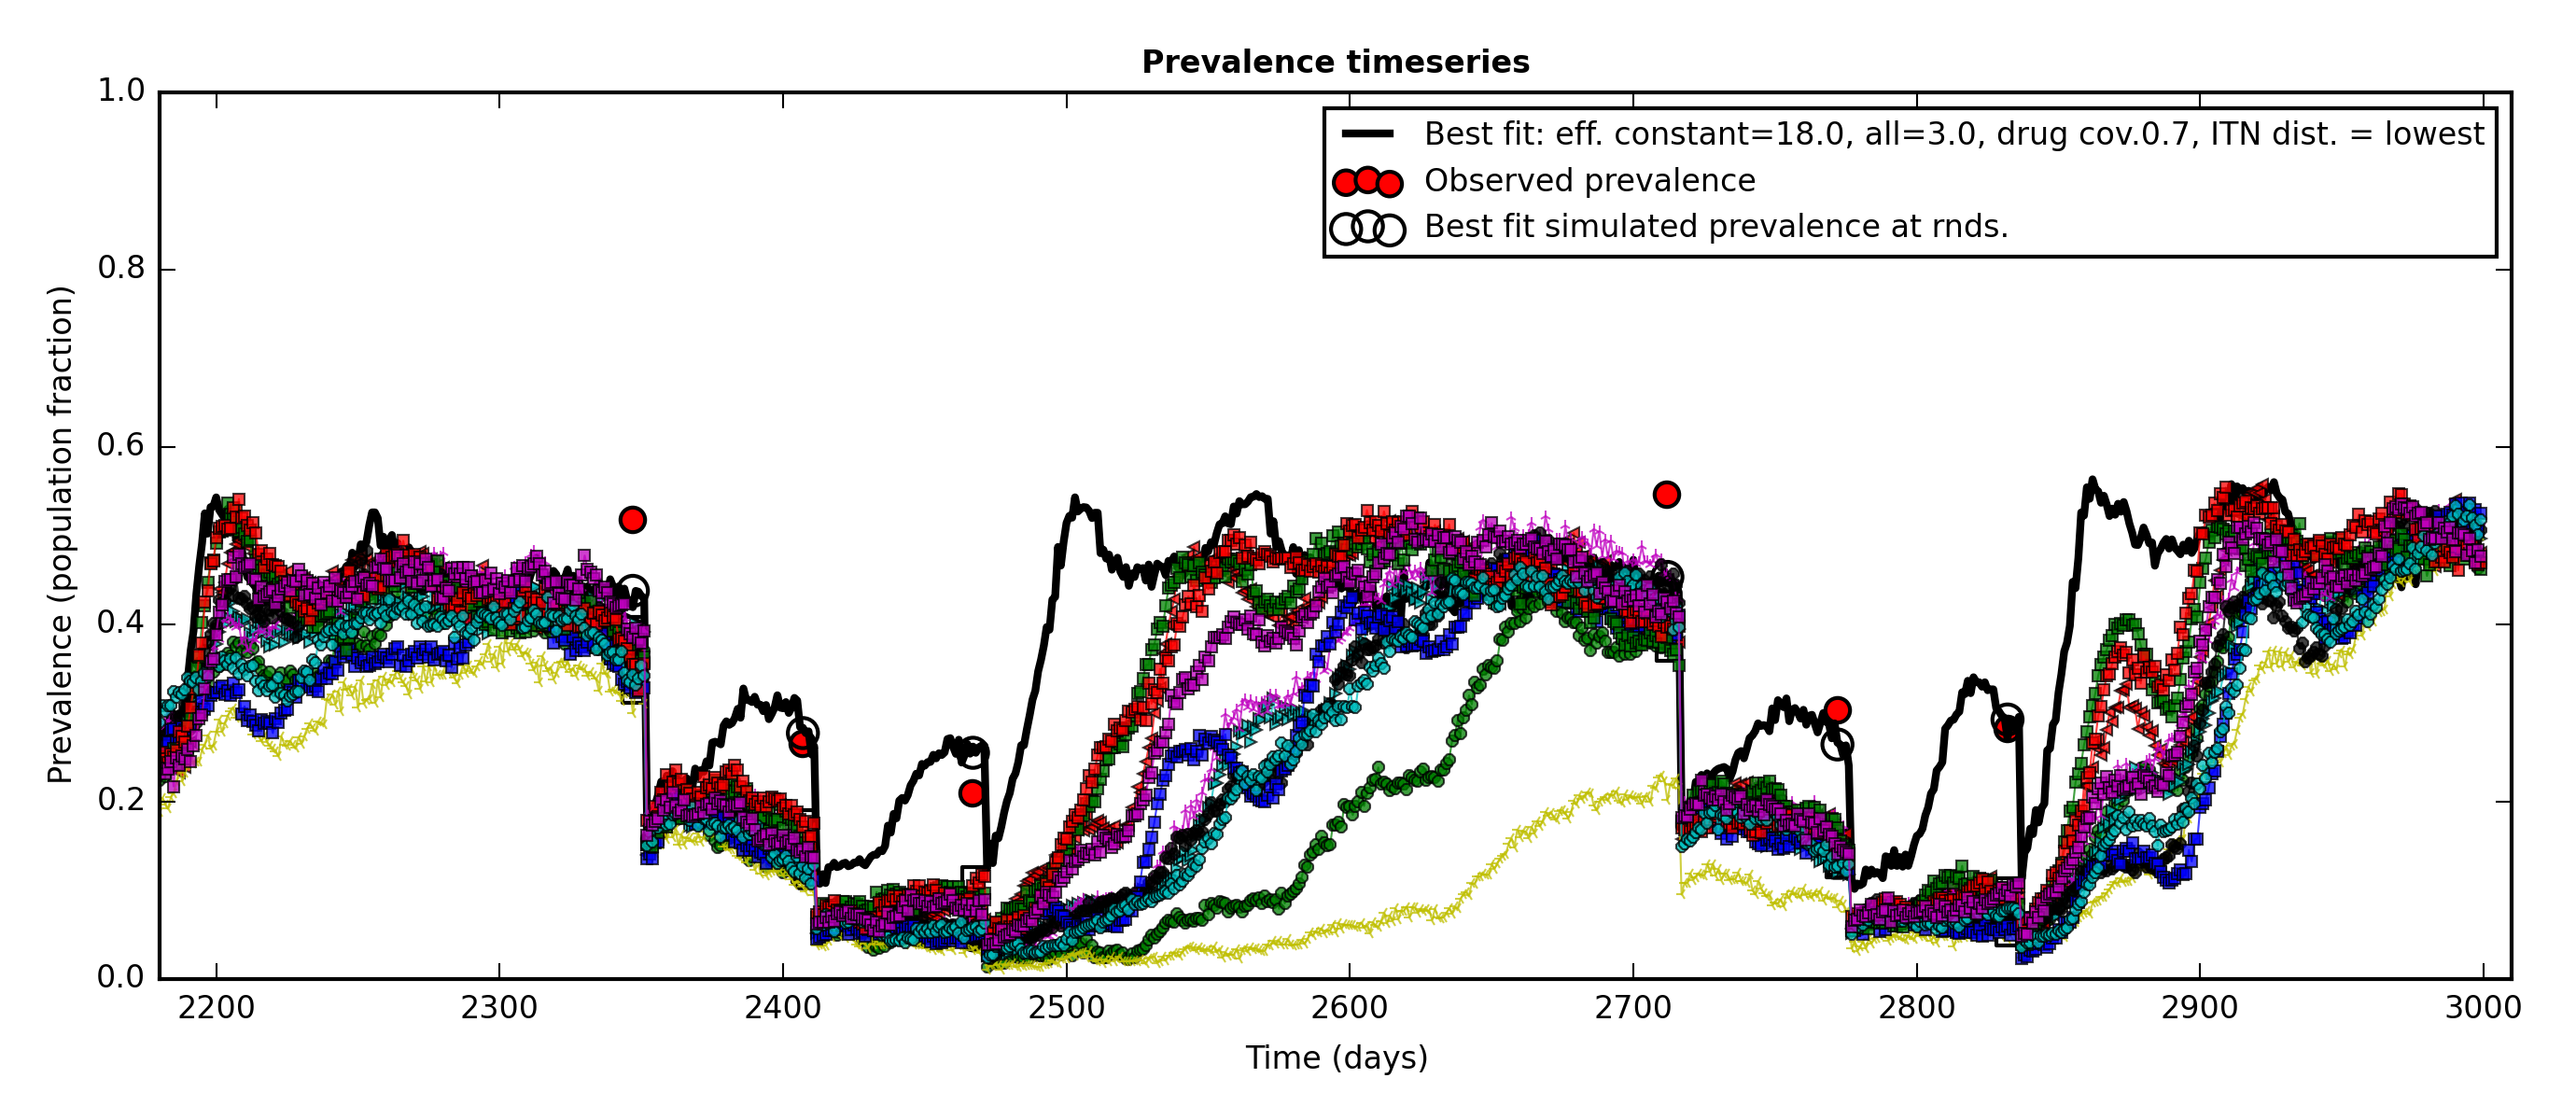 Prevalence timeseries
Best fit: eff. constant=18.0, all=3.0, drug cov.0.7, ITN dist. = lowest
Observed prevalence
Best fit simulated prevalence at rnds.
Prevalence (population fraction)
1.0
0.8
0.6
0.4
0.2
0.0
2200 2300 2400 2500 2600 2700 2800 2900 3000
Time (days)